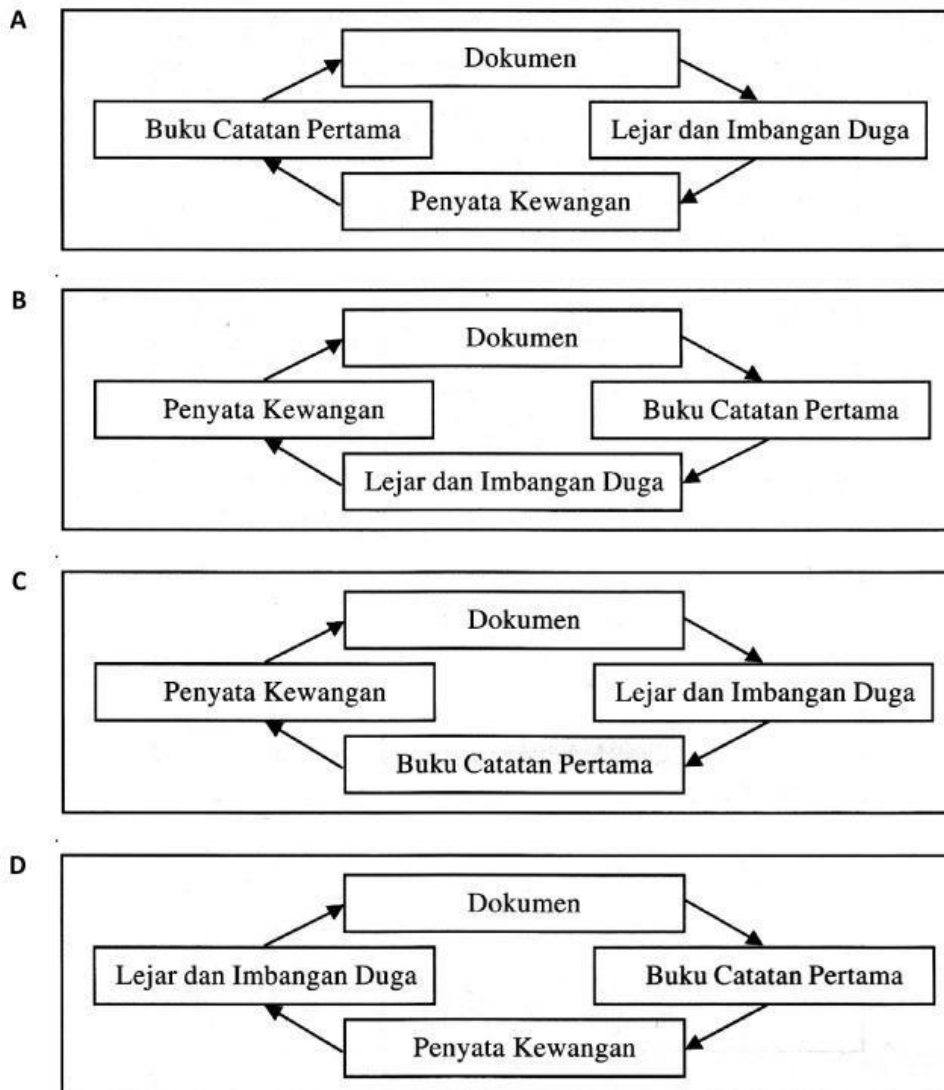 A
Dokumen
Buku Catatan Pertama
Lejar dan Imbangan Duga
Penyata Kewangan
B
Dokumen
Penyata Kewangan
Buku Catatan Pertama
Lejar dan Imbangan Duga
C
Dokumen
Penyata Kewangan
Lejar dan Imbangan Duga
Buku Catatan Pertama
D
Dokumen
Lejar dan Imbangan Duga
Buku Catatan Pertama
Penyata Kewangan